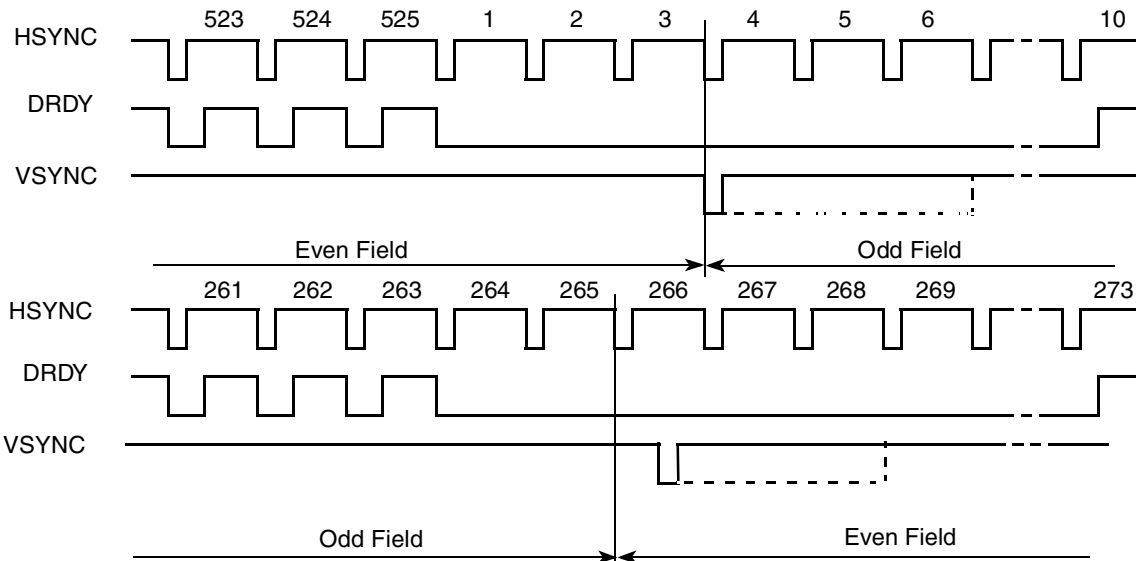 523 524 525 1 2 3 4 5 6 10
HSYNC
DRDY
VSYNC
Even Field Odd Field
261 262 263 264 265 266 267 268 269 273
HSYNC
DRDY
VSYNC
Odd Field Even Field